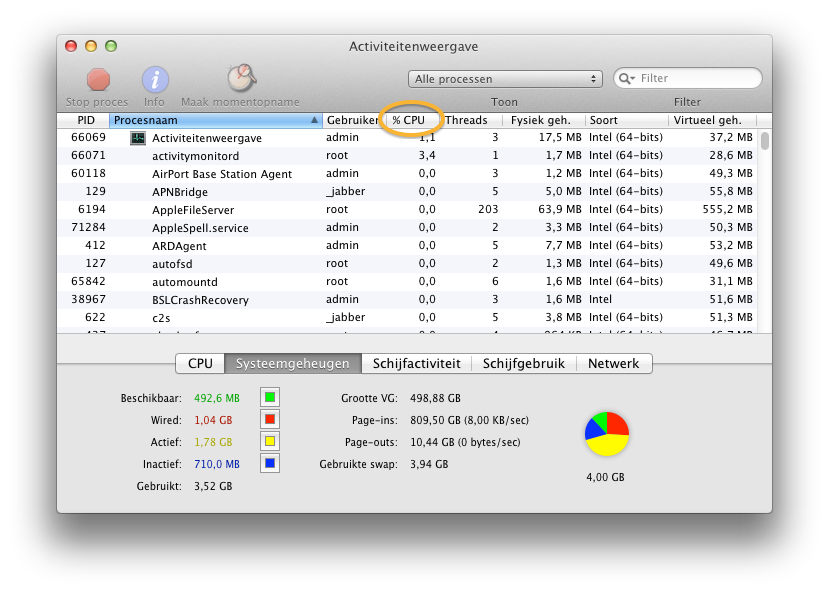 Activiteitenweergave
Stop proces Info Maak momentopname Alle processen Filter
Toon Filter
PID Procesnaam Gebruiker % CPU Threads Fysiek geh. Soort Virtueel geh.
66069 Activiteitenweergave admin 1,1 3 17,5 MB Intel (64-bits) 37,2 MB
66071 activitymonitord root 3,4 1 1,7 MB Intel (64-bits) 28,6 MB
60118 AirPort Base Station Agent admin 0,0 3 1,2 MB Intel (64-bits) 49,3 MB
129 APNBridge _jabber 0,0 5 5,0 MB Intel (64-bits) 55,8 MB
6194 AppleFileServer root 0,0 203 63,9 MB Intel (64-bits) 555,2 MB
71284 AppleSpell.service admin 0,0 2 3,3 MB Intel (64-bits) 50,3 MB
412 ARDAgent admin 0,0 5 7,7 MB Intel (64-bits) 53,2 MB
127 autofsd root 0,0 2 1,3 MB Intel (64-bits) 49,6 MB
65842 automountd root 0,0 6 1,6 MB Intel (64-bits) 31,1 MB
38967 BSLCrashRecovery admin 0,0 3 1,6 MB Intel 51,6 MB
622 c2s _jabber 0,0 5 3,8 MB Intel (64-bits) 51,3 MB
CPU Systeemgeheugen Schijfactiviteit Schijfgebruik Netwerk
Beschikbaar: 492,6 MB Grootte VG: 498,88 GB
Wired: 1,04 GB Page-ins: 809,50 GB (8,00 KB/sec)
Actief: 1,78 GB Page-outs: 10,44 GB (0 bytes/sec)
Inactief: 710,0 MB Gebruikte swap: 3,94 GB
Gebruikt: 3,52 GB 4,00 GB